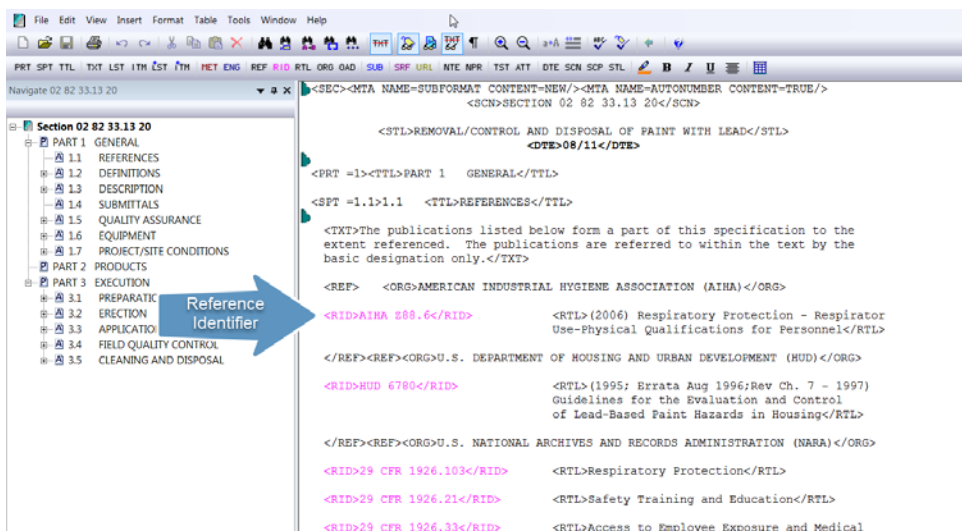 File Edit View Insert Format Table Tools Window Help
PRT SPT TTL TXT LST ITM LST ITM MET ENG REF RID RTL ORG OAD SUB SRF URL NTE NPR TST ATT DTE SCN SCP STL B I U
Navigate 02 82 33.13 20
Section 02 82 33.13 20
PART 1 GENERAL
1.1 REFERENCES
1.2 DEFINITIONS
1.3 DESCRIPTION
1.4 SUBMITTALS
1.5 QUALITY ASSURANCE
1.6 EQUIPMENT
1.7 PROJECT/SITE CONDITIONS
PART 2 PRODUCTS
PART 3 EXECUTION
3.1 PREPARATIO
3.2 ERECTION
3.3 APPLICATIO
3.4 FIELD QUALITY CONTROL
3.5 CLEANING AND DISPOSAL
Reference
Identifier
<SEC><MTA NAME=SUBFORMAT CONTENT=NEW/><MTA NAME=AUTONUMBER CONTENT=TRUE/>
<SCN>SECTION 02 82 33.13 20</SCN>
<STL>REMOVAL/CONTROL AND DISPOSAL OF PAINT WITH LEAD</STL>
<DTE>08/11</DTE>
<PRT =1><TTL>PART 1 GENERAL</TTL>
<SPT =1.1>1.1 <TTL>REFERENCES</TTL>
<TXT>The publications listed below form a part of this specification to the
extent referenced. The publications are referred to within the text by the
basic designation only.</TXT>
<REF> <ORG>AMERICAN INDUSTRIAL HYGIENE ASSOCIATION (AIHA)</ORG>
<RID>AIHA Z88.6</RID> <RTL>(2006) Respiratory Protection - Respirator
Use-Physical Qualifications for Personnel</RTL>
</REF><REF><ORG>U.S. DEPARTMENT OF HOUSING AND URBAN DEVELOPMENT (HUD)</ORG>
<RID>HUD 6780</RID> <RTL>(1995; Errata Aug 1996;Rev Ch. 7 - 1997)
Guidelines for the Evaluation and Control
of Lead-Based Paint Hazards in Housing</RTL>
</REF><REF><ORG>U.S. NATIONAL ARCHIVES AND RECORDS ADMINISTRATION (NARA)</ORG>
<RID>29 CFR 1926.103</RID> <RTL>Respiratory Protection</RTL>
<RID>29 CFR 1926.21</RID> <RTL>Safety Training and Education</RTL>
<RID>29 CFR 1926.33</RID> <RTL>Access to Employee Exposure and Medical